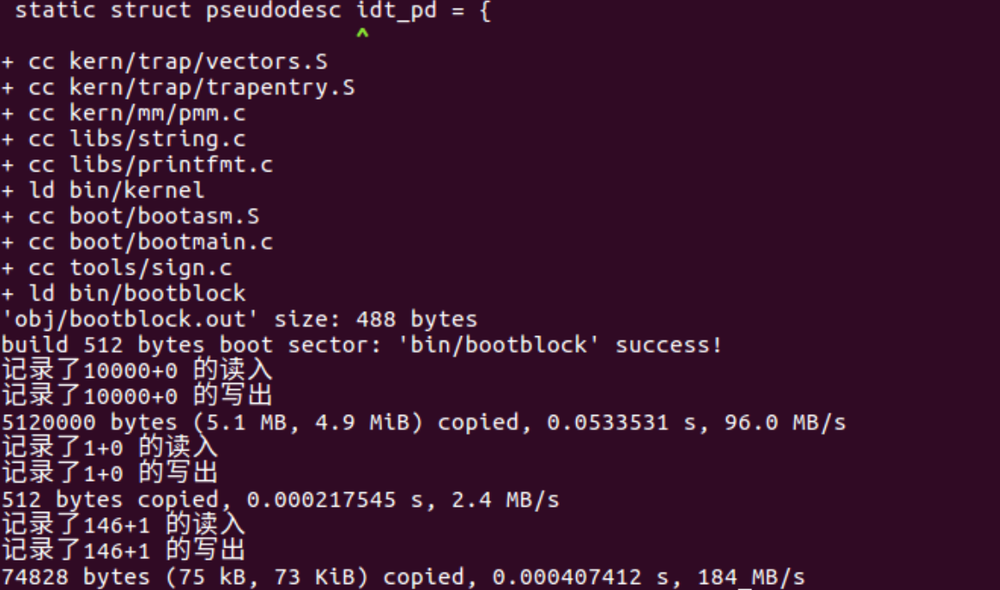 static struct pseudodesc idt_pd = {
^
+ cc kern/trap/vectors.S
+ cc kern/trap/trapentry.S
+ cc kern/mm/pmm.c
+ cc libs/string.c
+ cc libs/printfmt.c
+ ld bin/kernel
+ cc boot/bootasm.S
+ cc boot/bootmain.c
+ cc tools/sign.c
+ ld bin/bootblock
'obj/bootblock.out' size: 488 bytes
build 512 bytes boot sector: 'bin/bootblock' success!
记录了10000+0 的读入
记录了10000+0 的写出
5120000 bytes (5.1 MB, 4.9 MiB) copied, 0.0533531 s, 96.0 MB/s
记录了1+0 的读入
记录了1+0 的写出
512 bytes copied, 0.000217545 s, 2.4 MB/s
记录了146+1 的读入
记录了146+1 的写出
74828 bytes (75 kB, 73 KiB) copied, 0.000407412 s, 184 MB/s